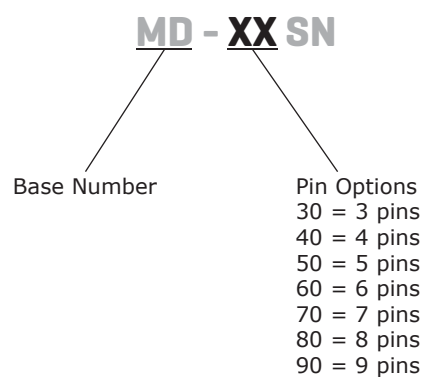 MD - XX SN
Base Number
Pin Options
30 = 3 pins
40 = 4 pins
50 = 5 pins
60 = 6 pins
70 = 7 pins
80 = 8 pins
90 = 9 pins